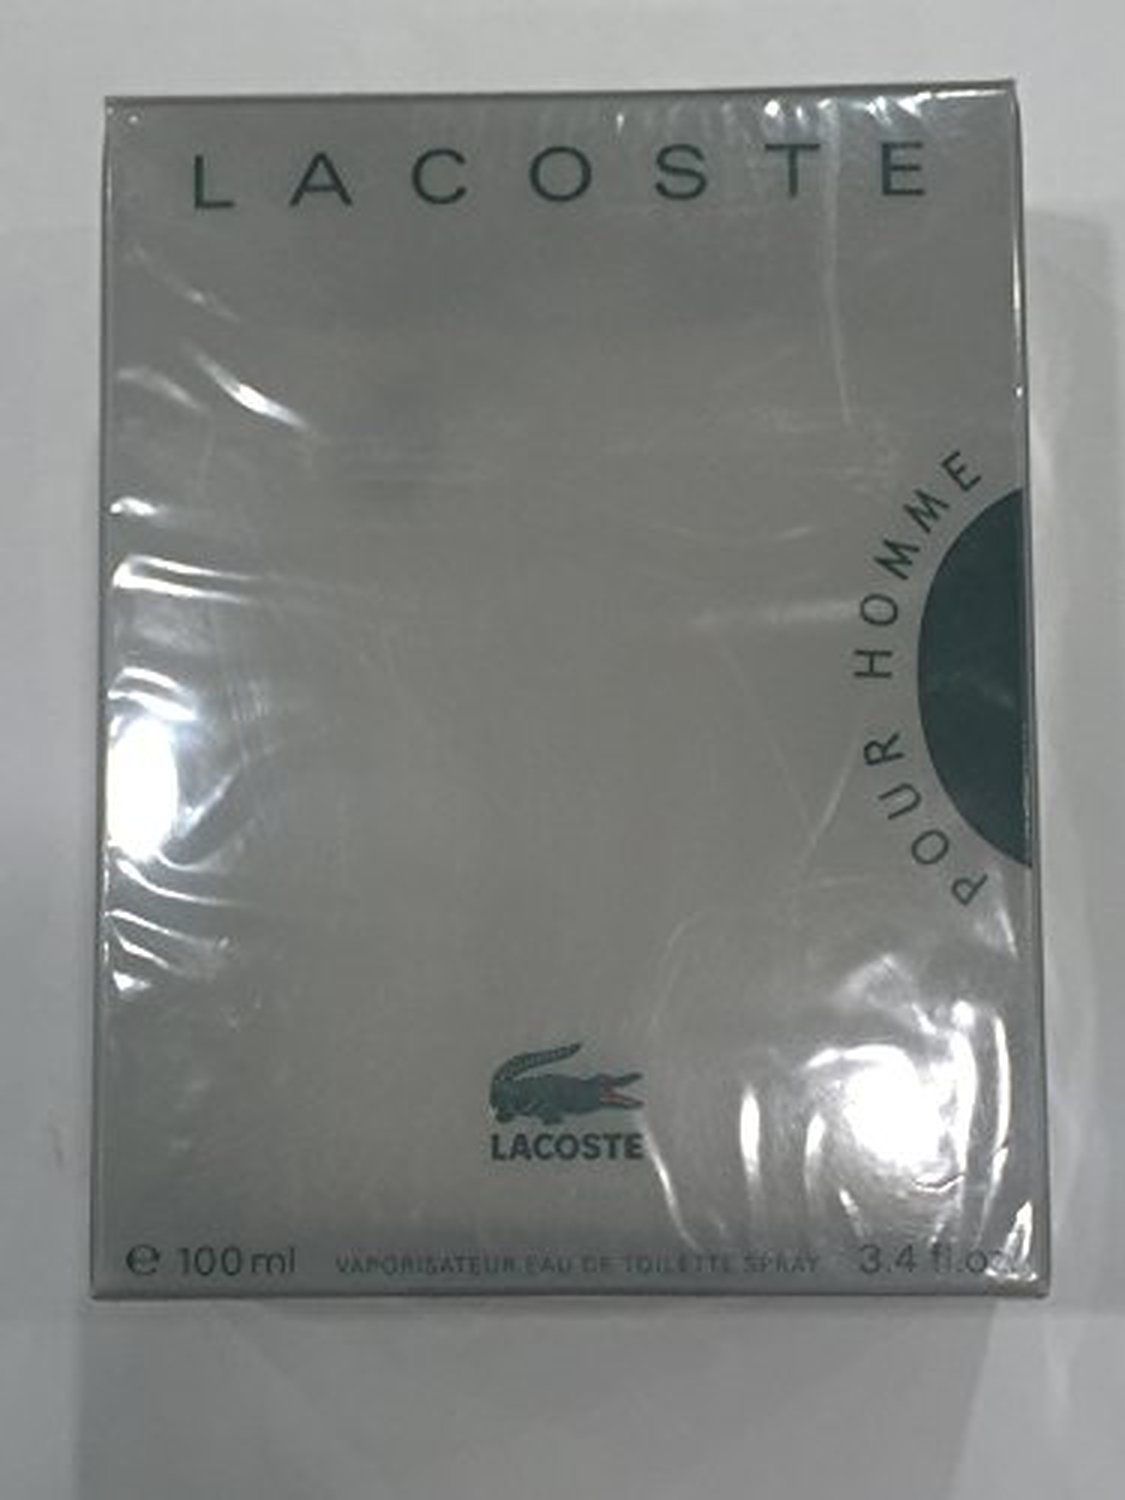 LACOSTE
POUR HOMME
LACOSTE
e 100 ml VAPORISATEUR EAU DE TOILETTE SPRAY 3.4 fl.oz